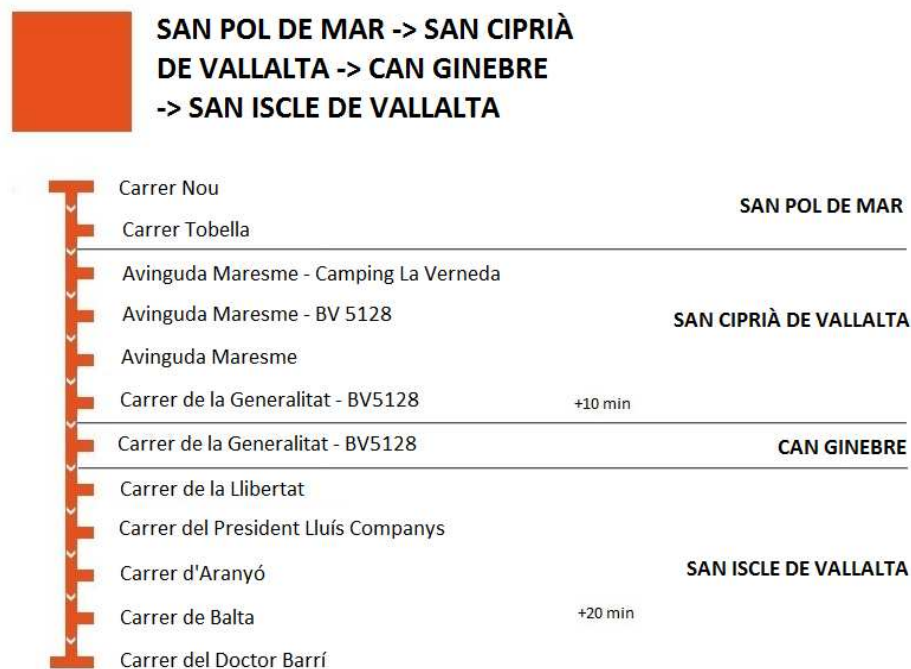 SAN POL DE MAR -> SAN CIPRIÀ
DE VALLALTA -> CAN GINEBRE
-> SAN ISCLE DE VALLALTA
Carrer Nou
SAN POL DE MAR
Carrer Tobella
Avinguda Maresme - Camping La Verneda
Avinguda Maresme - BV 5128
SAN CIPRIÀ DE VALLALTA
Avinguda Maresme
Carrer de la Generalitat - BV5128
+10 min
Carrer de la Generalitat - BV5128
CAN GINEBRE
Carrer de la Llibertat
Carrer del President Lluís Companys
Carrer d'Aranyó
SAN ISCLE DE VALLALTA
Carrer de Balta
+20 min
Carrer del Doctor Barrí